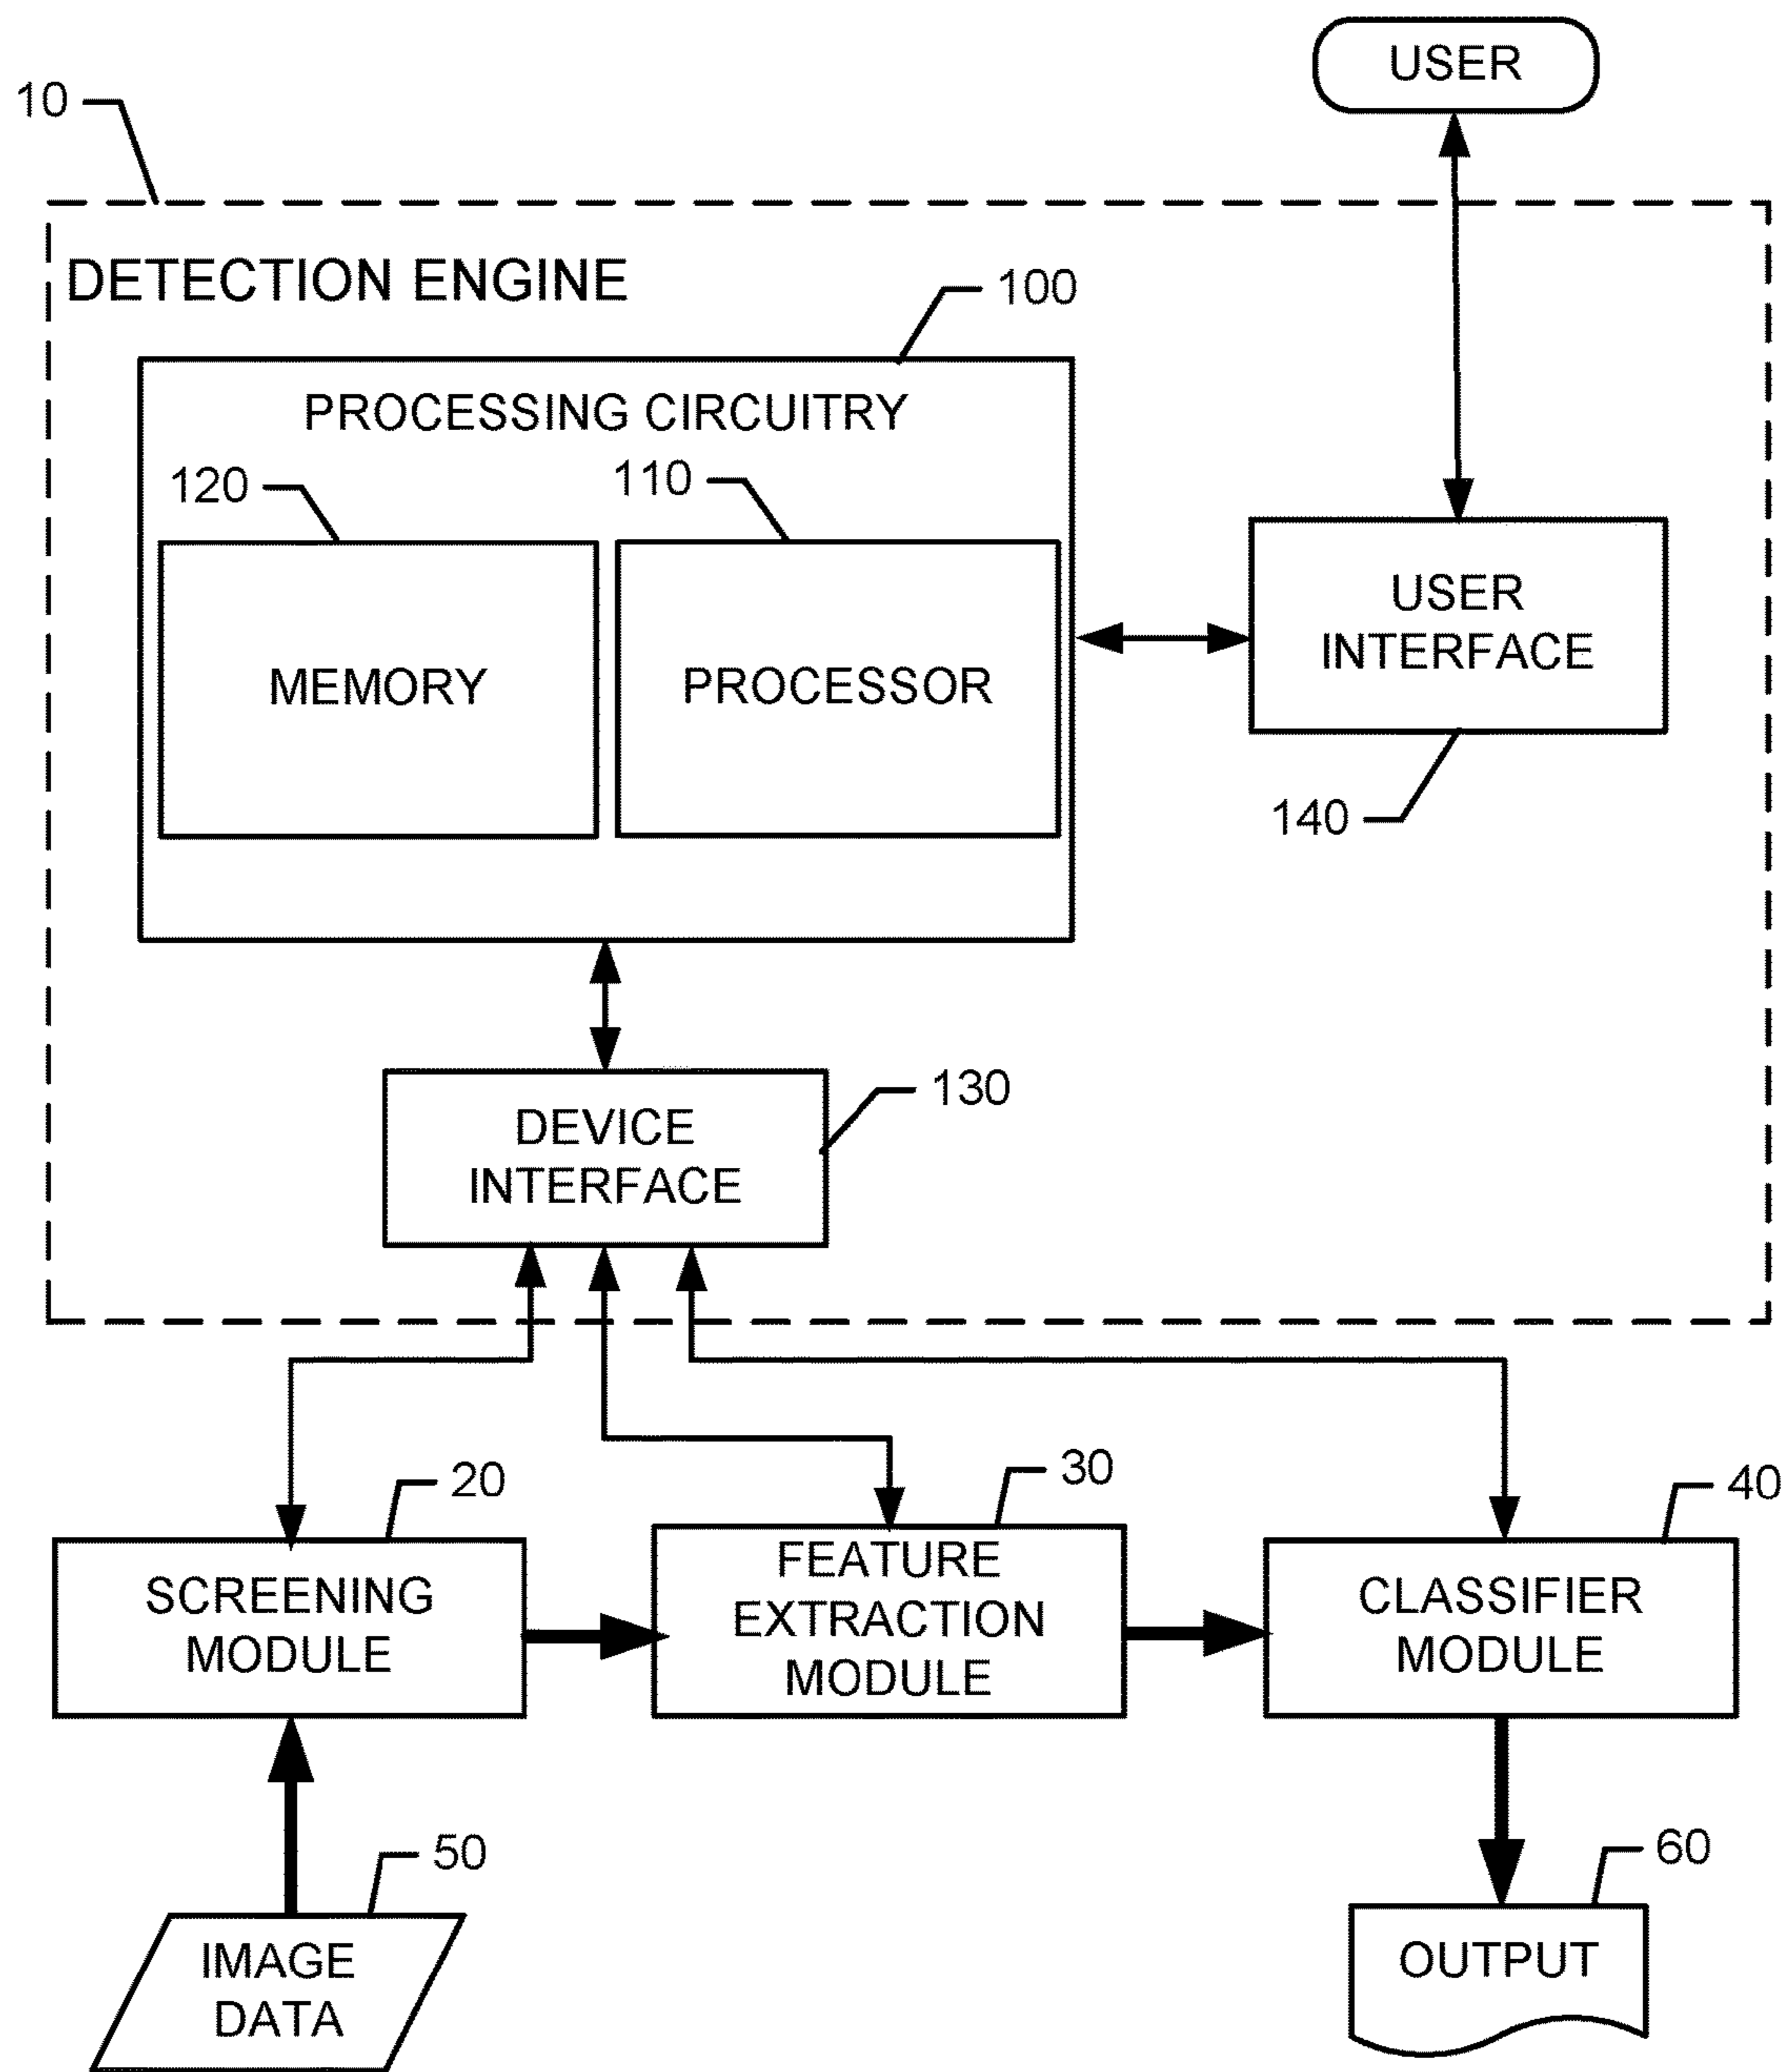 USER
10
DETECTION ENGINE
100
PROCESSING CIRCUITRY
120
110
MEMORY
PROCESSOR
USER
INTERFACE
140
DEVICE
INTERFACE
130
20
30
40
SCREENING
MODULE
FEATURE
EXTRACTION
MODULE
CLASSIFIER
MODULE
50
60
IMAGE
DATA
OUTPUT